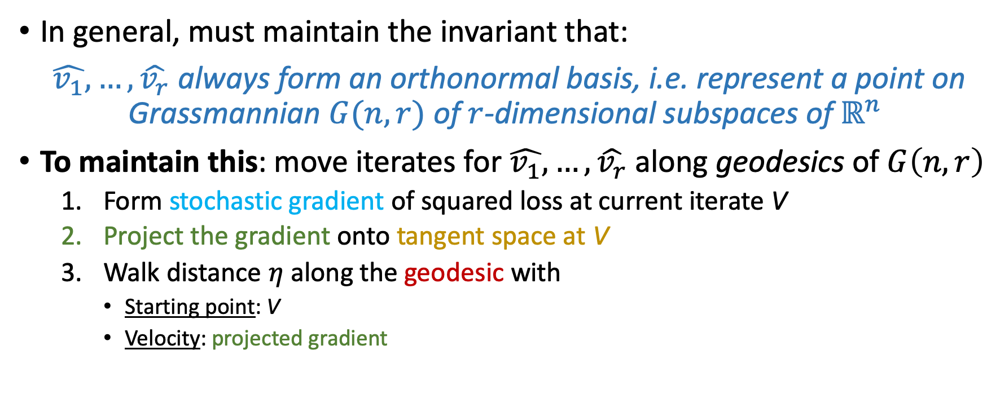 • In general, must maintain the invariant that:
$\widehat{v_1}, \ldots, \widehat{v}_r$ always form an orthonormal basis, i.e. represent a point on
Grassmannian $G(n, r)$ of $r$-dimensional subspaces of $\mathbb{R}^n$
• To maintain this: move iterates for $\widehat{v_1}, \ldots, \widehat{v}_r$ along geodesics of $G(n, r)$
1. Form stochastic gradient of squared loss at current iterate V
2. Project the gradient onto tangent space at V
3. Walk distance $\eta$ along the geodesic with
• Starting point: V
• Velocity: projected gradient